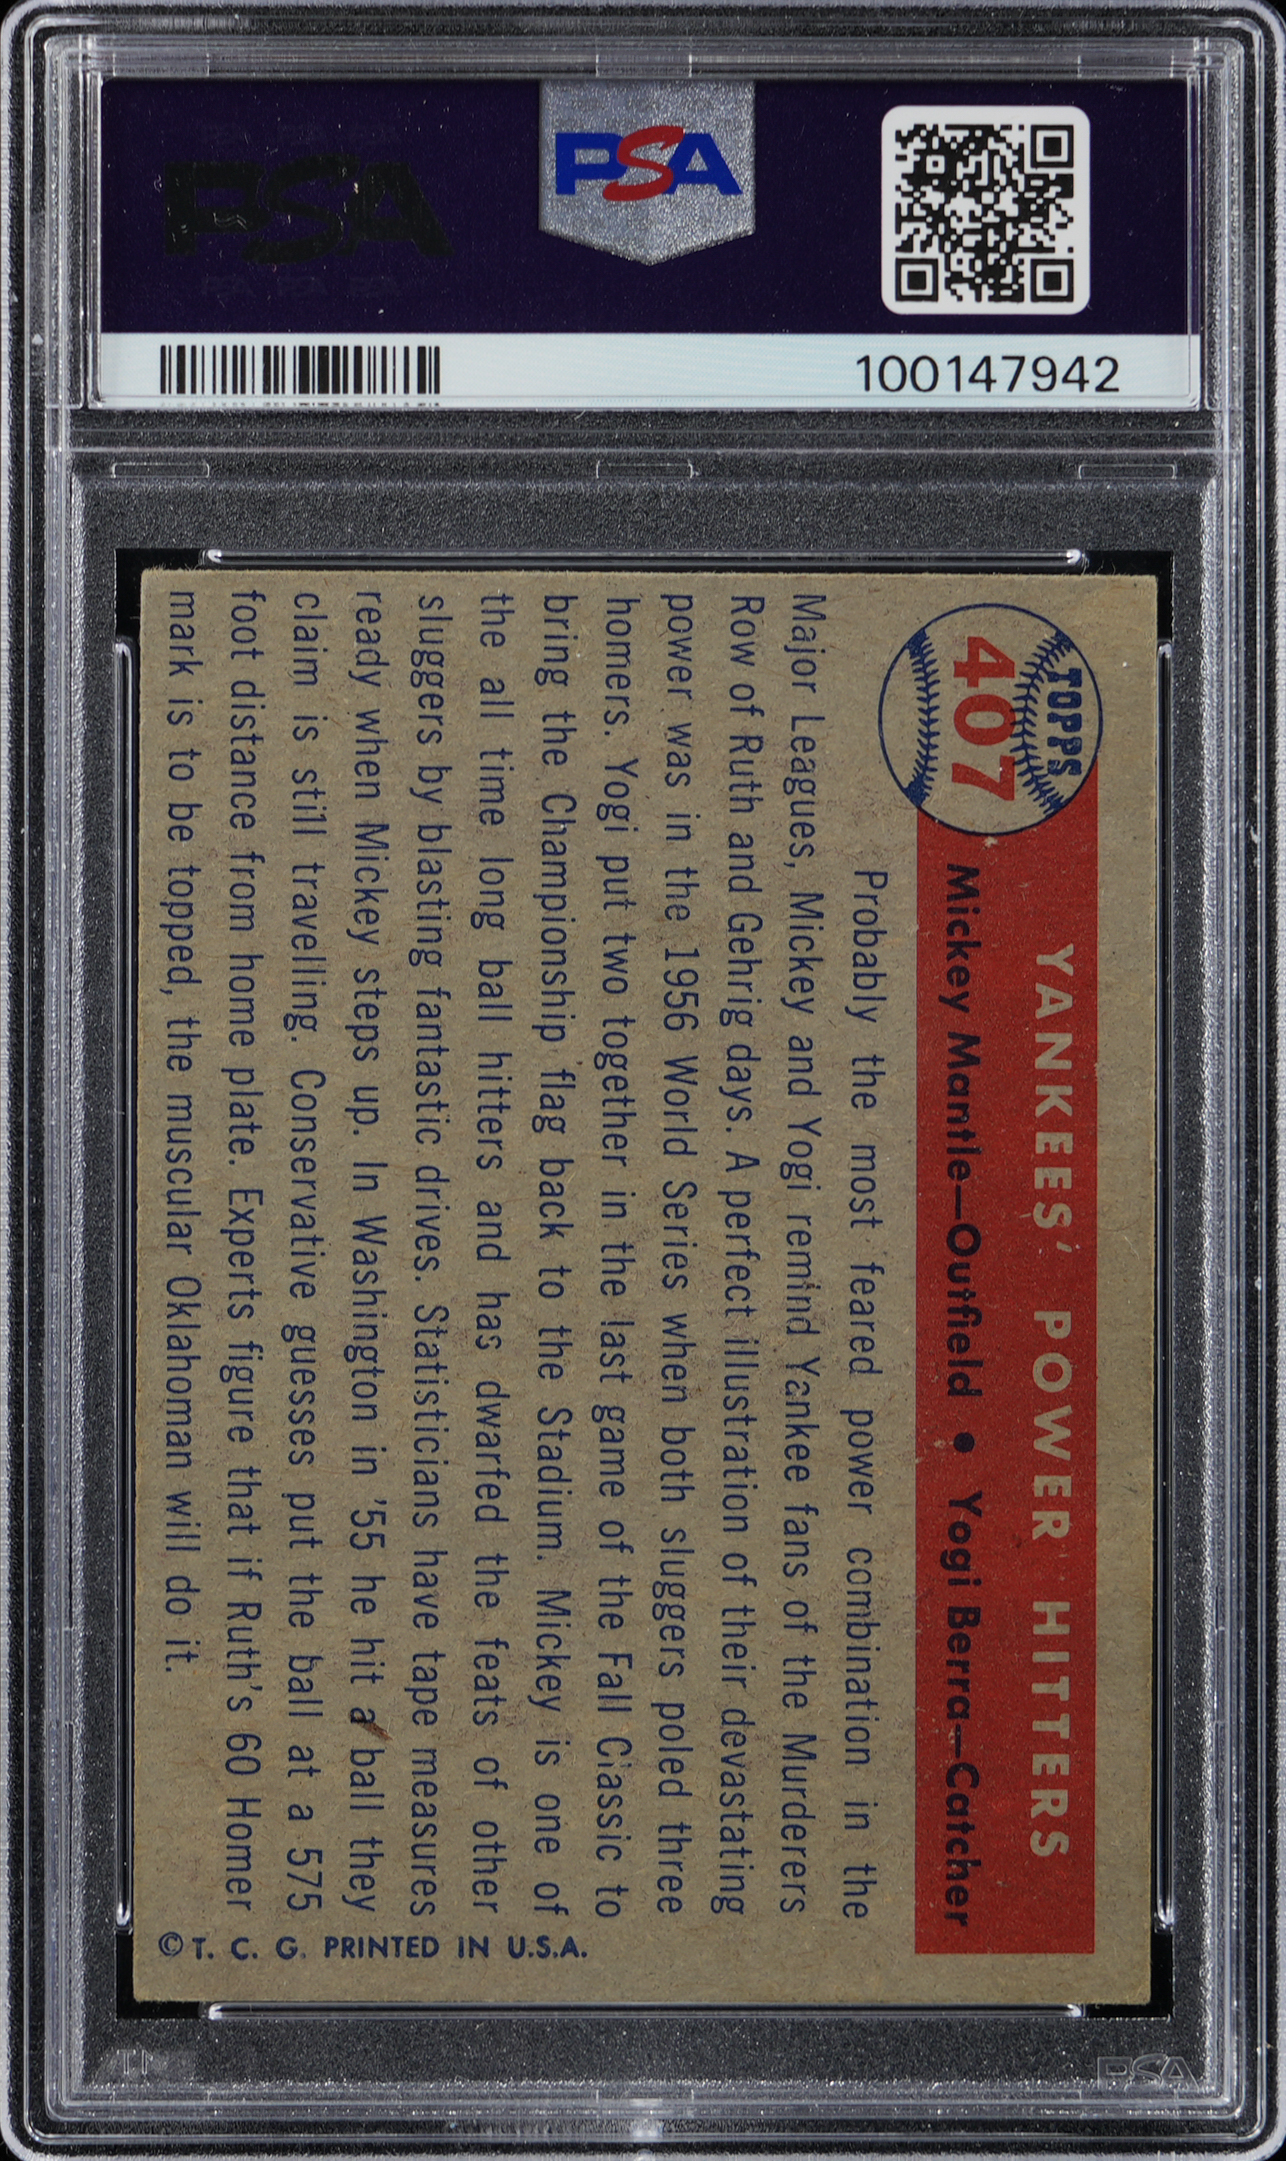 PSA
PSA
100147942
TOPPS
407
YANKEES' POWER HITTERS
Mickey Mantle—Outfield • Yogi Berra—Catcher
Probably the most feared power combination in the
Major Leagues, Mickey and Yogi remind Yankee fans of the Murderers
Row of Ruth and Gehrig days. A perfect illustration of their devastating
power was in the 1956 World Series when both sluggers poled three
homers. Yogi put two together in the last game of the Fall Classic to
bring the Championship flag back to the Stadium. Mickey is one of
the all time long ball hitters and has dwarfed the feats of other
sluggers by blasting fantastic drives. Statisticians have tape measures
ready when Mickey steps up. In Washington in '55 he hit a ball they
claim is still travelling. Conservative guesses put the ball at a 575
foot distance from home plate. Experts figure that if Ruth's 60 Homer
mark is to be topped, the muscular Oklahoman will do it.
© T. C. G. PRINTED IN U.S.A.
PSA